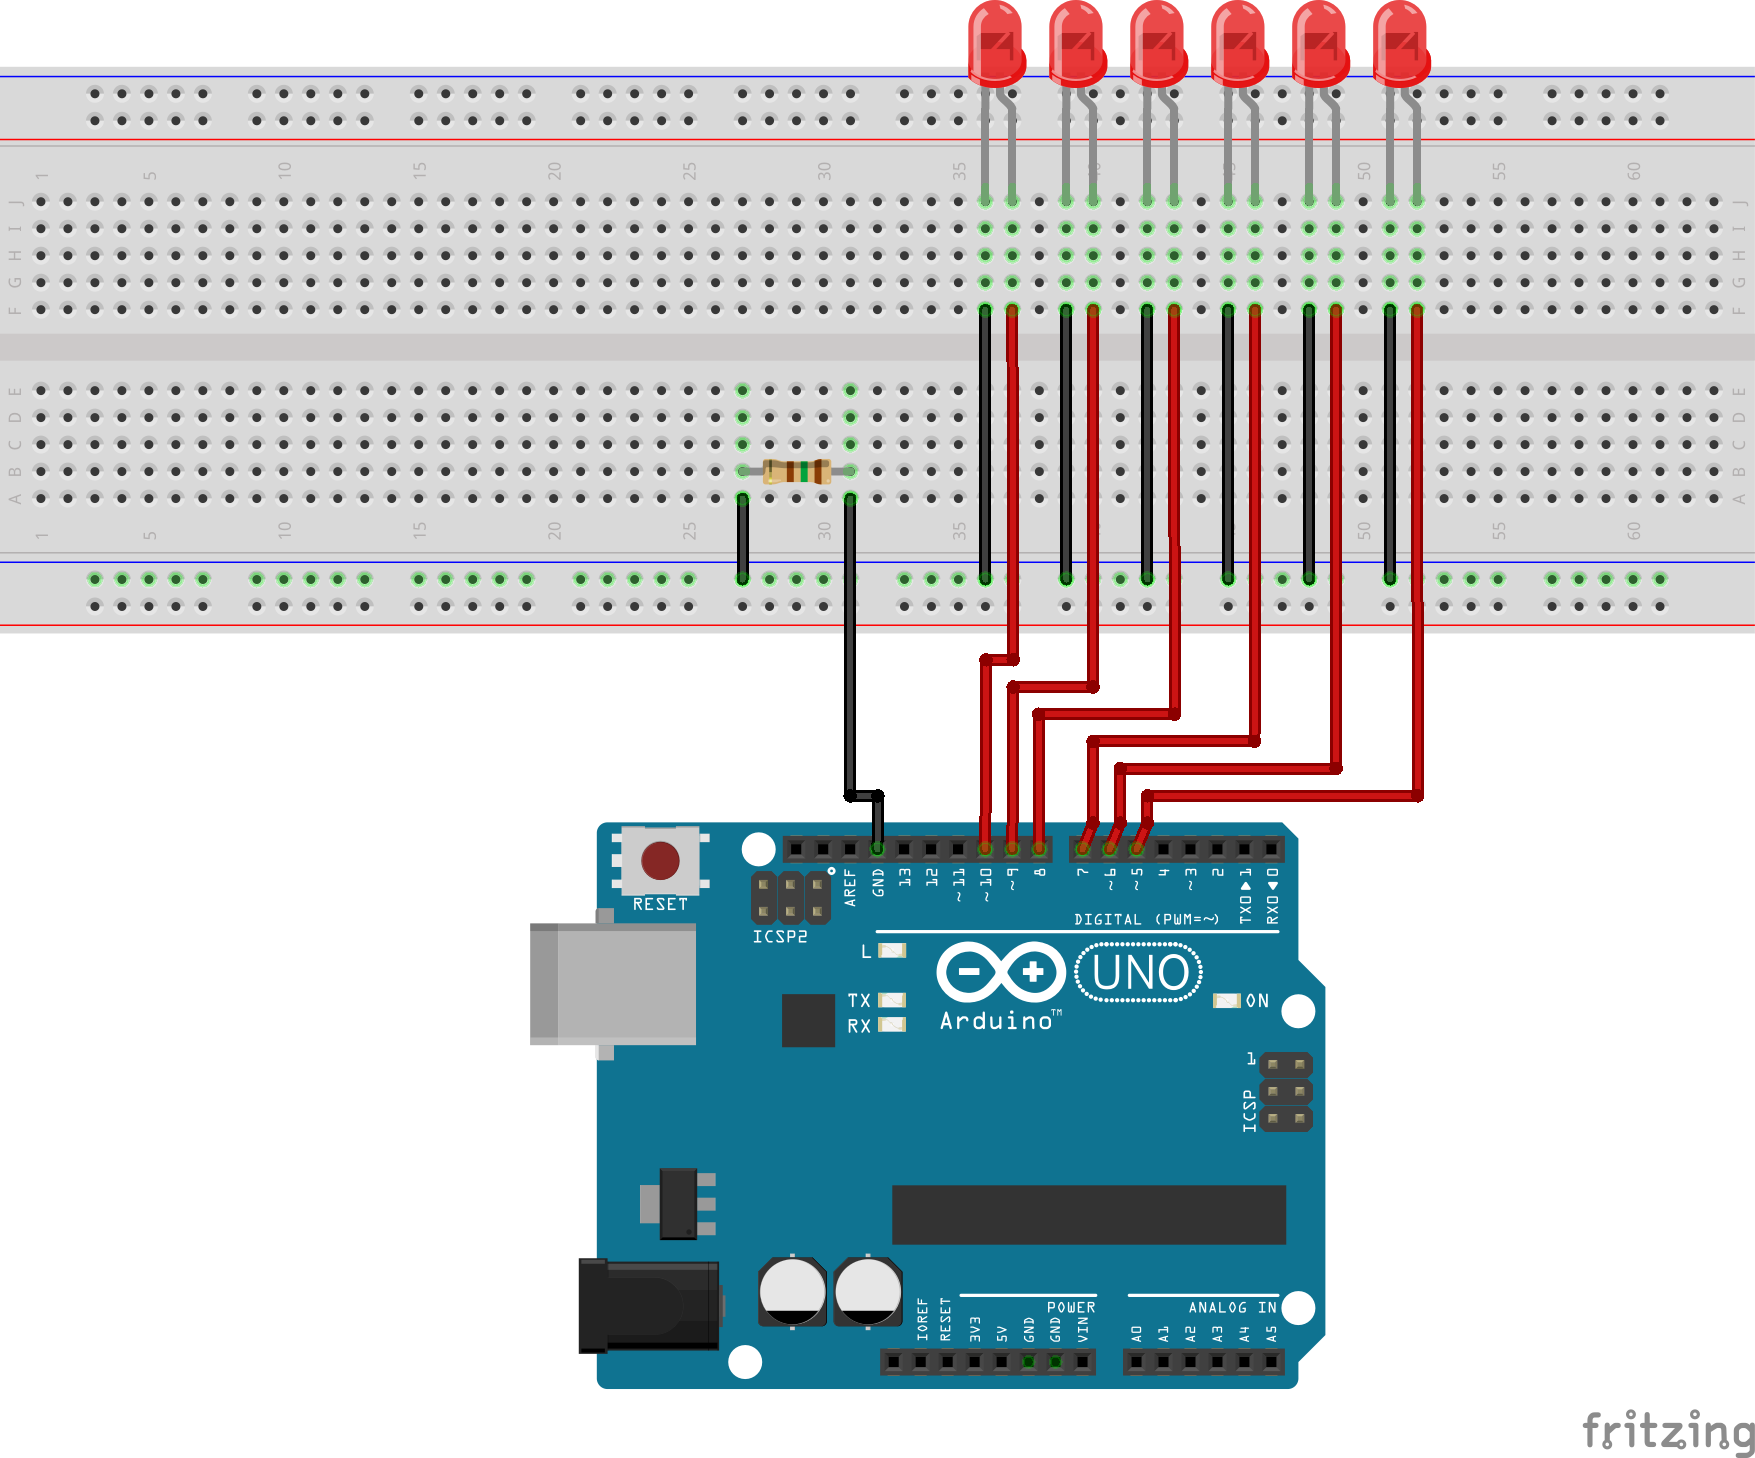 1 5 10 15 20 25 30 35 50 55 60
J J
I I
H H
G G
F F
E E
D D
C C
B B
A A
1 5 10 15 20 25 30 35 50 55 60
RESET
ICSP2
AREF GND 13 12 ~11 ~10 ~9 8 7 ~6 ~5 4 ~3 2 TX0▶1 RX0◀0
DIGITAL (PWM=~)
L
TX
RX
UNO
Arduino™
ON
1
ICSP
POWER
ANALOG IN
IOREF RESET 3V3 5V GND GND VIN
A0 A1 A2 A3 A4 A5
fritzing